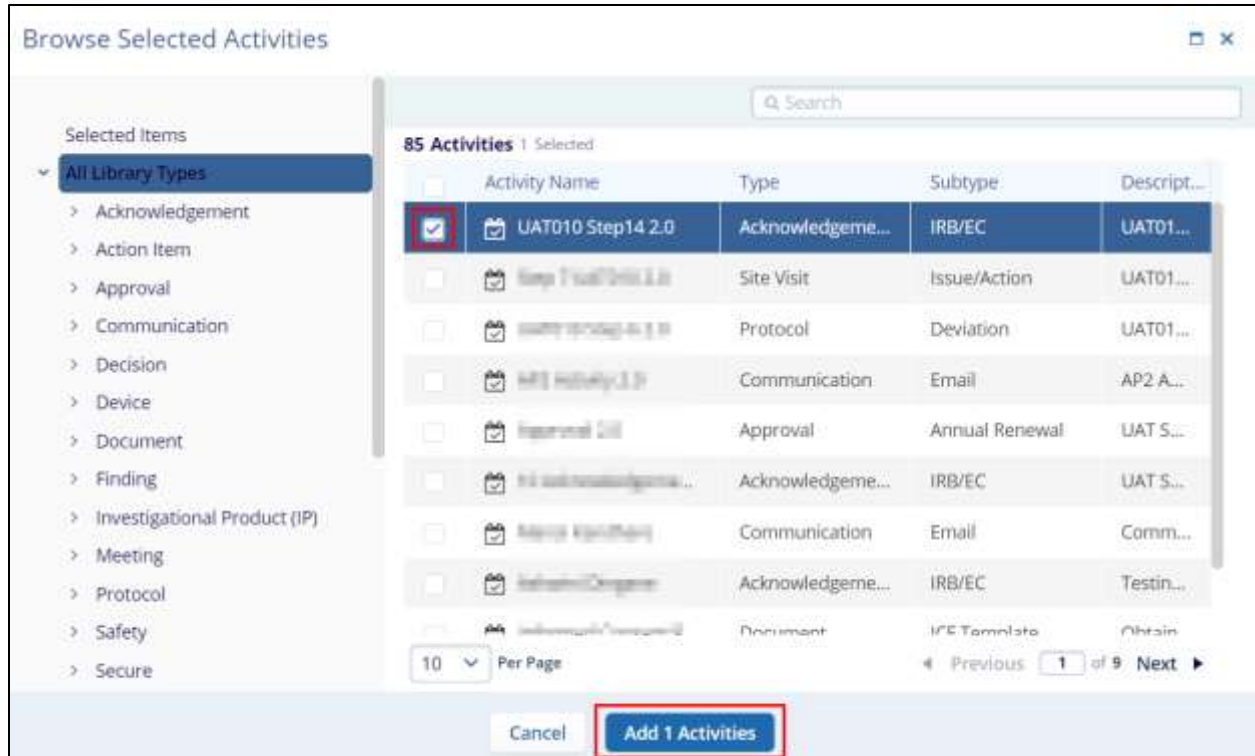 Browse Selected Activities
Search
Selected Items
85 Activities 1 Selected
All Library Types
Activity Name Type Subtype Descript...
Acknowledgement
UAT010 Step14 2.0 Acknowledgeme... IRB/EC UAT01...
Action Item
Site Visit Issue/Action UAT01...
Approval
Protocol Deviation UAT01...
Communication
Communication Email AP2 A...
Decision
Approval Annual Renewal UAT S...
Device
Acknowledgeme... IRB/EC UAT S...
Document
Communication Email Comm...
Finding
Acknowledgeme... IRB/EC Testin...
Investigational Product (IP)
Document ICF Template Obtain
Meeting
Protocol
Safety
Secure
10 Per Page Previous 1 of 9 Next
Cancel Add 1 Activities